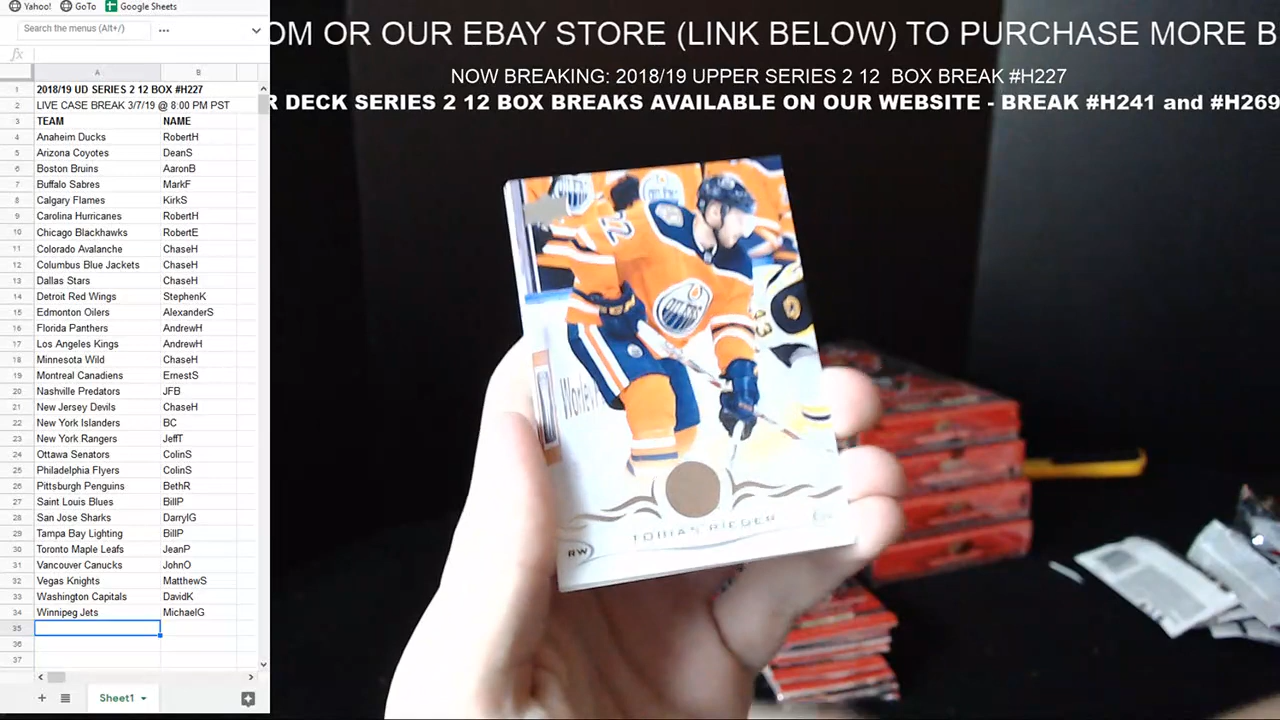 Yahoo! GoTo Google Sheets
Search the menus (Alt+/)
fx
A B
1 2018/19 UD SERIES 2 12 BOX #H227
2 LIVE CASE BREAK 3/7/19 @ 8:00 PM PST
3 TEAM NAME
4 Anaheim Ducks RobertH
5 Arizona Coyotes DeanS
6 Boston Bruins AaronB
7 Buffalo Sabres MarkF
8 Calgary Flames KirkS
9 Carolina Hurricanes RobertH
10 Chicago Blackhawks RobertE
11 Colorado Avalanche ChaseH
12 Columbus Blue Jackets ChaseH
13 Dallas Stars ChaseH
14 Detroit Red Wings StephenK
15 Edmonton Oilers AlexanderS
16 Florida Panthers AndrewH
17 Los Angeles Kings AndrewH
18 Minnesota Wild ChaseH
19 Montreal Canadiens ErnestS
20 Nashville Predators JFB
21 New Jersey Devils ChaseH
22 New York Islanders BC
23 New York Rangers JeffT
24 Ottawa Senators ColinS
25 Philadelphia Flyers ColinS
26 Pittsburgh Penguins BethR
27 Saint Louis Blues BillP
28 San Jose Sharks DarrylG
29 Tampa Bay Lighting BillP
30 Toronto Maple Leafs JeanP
31 Vancouver Canucks JohnO
32 Vegas Knights MatthewS
33 Washington Capitals DavidK
34 Winnipeg Jets MichaelG
35
36
37
Sheet1
OM OR OUR EBAY STORE (LINK BELOW) TO PURCHASE MORE B
NOW BREAKING: 2018/19 UPPER SERIES 2 12 BOX BREAK #H227
R DECK SERIES 2 12 BOX BREAKS AVAILABLE ON OUR WEBSITE - BREAK #H241 and #H269
22
OILERS
43
TOBIAS RIEDER
RW